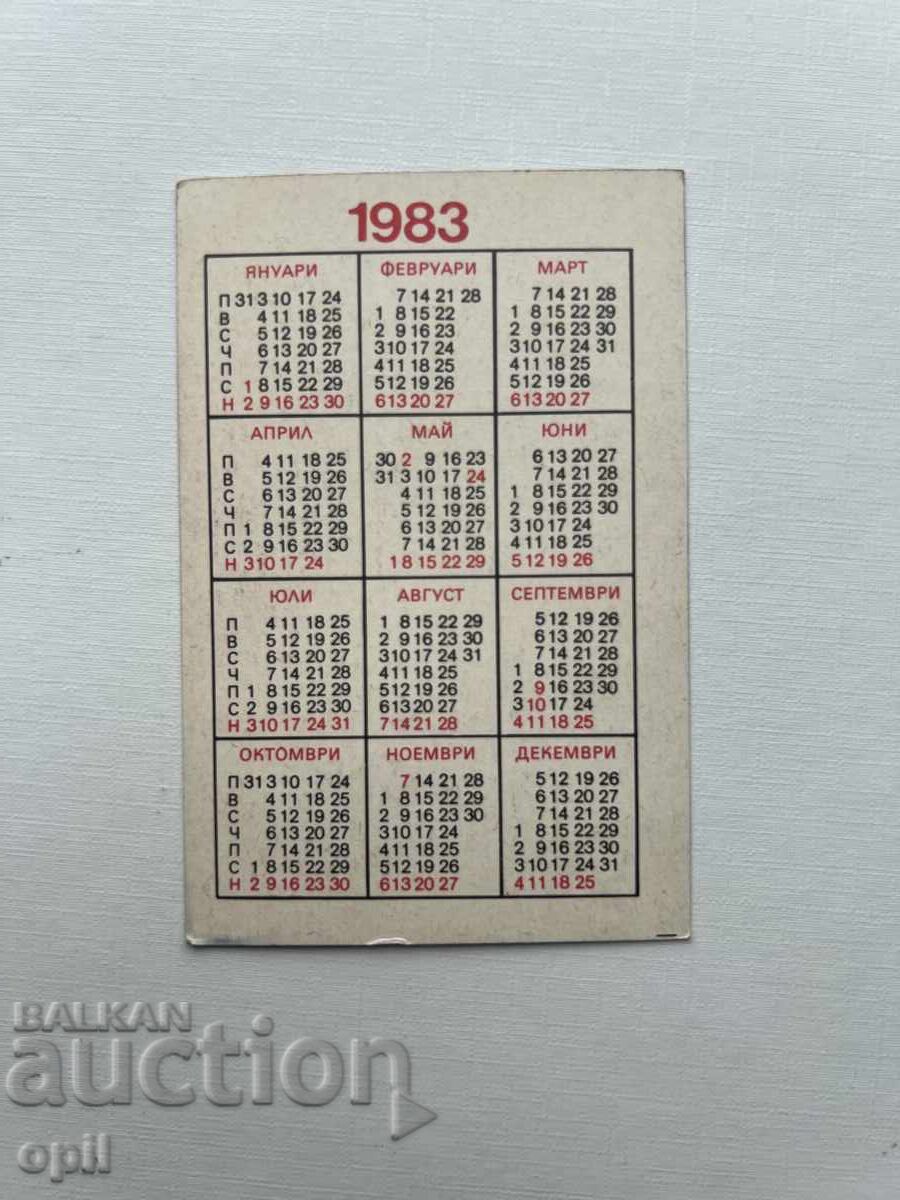 1983
ЯНУАРИ ФЕВРУАРИ МАРТ
П 31 3 10 17 24 7 14 21 28 7 14 21 28
В 4 11 18 25 1 8 15 22 1 8 15 22 29
С 5 12 19 26 2 9 16 23 2 9 16 23 30
Ч 6 13 20 27 3 10 17 24 3 10 17 24 31
П 7 14 21 28 4 11 18 25 4 11 18 25
С 1 8 15 22 29 5 12 19 26 5 12 19 26
Н 2 9 16 23 30 6 13 20 27 6 13 20 27
АПРИЛ МАЙ ЮНИ
П 4 11 18 25 30 2 9 16 23 6 13 20 27
В 5 12 19 26 31 3 10 17 24 7 14 21 28
С 6 13 20 27 4 11 18 25 1 8 15 22 29
Ч 7 14 21 28 5 12 19 26 2 9 16 23 30
П 1 8 15 22 29 6 13 20 27 3 10 17 24
С 2 9 16 23 30 7 14 21 28 4 11 18 25
Н 3 10 17 24 1 8 15 22 29 5 12 19 26
ЮЛИ АВГУСТ СЕПТЕМВРИ
П 4 11 18 25 1 8 15 22 29 5 12 19 26
В 5 12 19 26 2 9 16 23 30 6 13 20 27
С 6 13 20 27 3 10 17 24 31 7 14 21 28
Ч 7 14 21 28 4 11 18 25 1 8 15 22 29
П 1 8 15 22 29 5 12 19 26 2 9 16 23 30
С 2 9 16 23 30 6 13 20 27 3 10 17 24
Н 3 10 17 24 31 7 14 21 28 4 11 18 25
ОКТОМВРИ НОЕМВРИ ДЕКЕМВРИ
П 31 3 10 17 24 7 14 21 28 5 12 19 26
В 4 11 18 25 1 8 15 22 29 6 13 20 27
С 5 12 19 26 2 9 16 23 30 7 14 21 28
Ч 6 13 20 27 3 10 17 24 1 8 15 22 29
П 7 14 21 28 4 11 18 25 2 9 16 23 30
С 1 8 15 22 29 5 12 19 26 3 10 17 24 31
Н 2 9 16 23 30 6 13 20 27 4 11 18 25
BALKAN
auction
opil